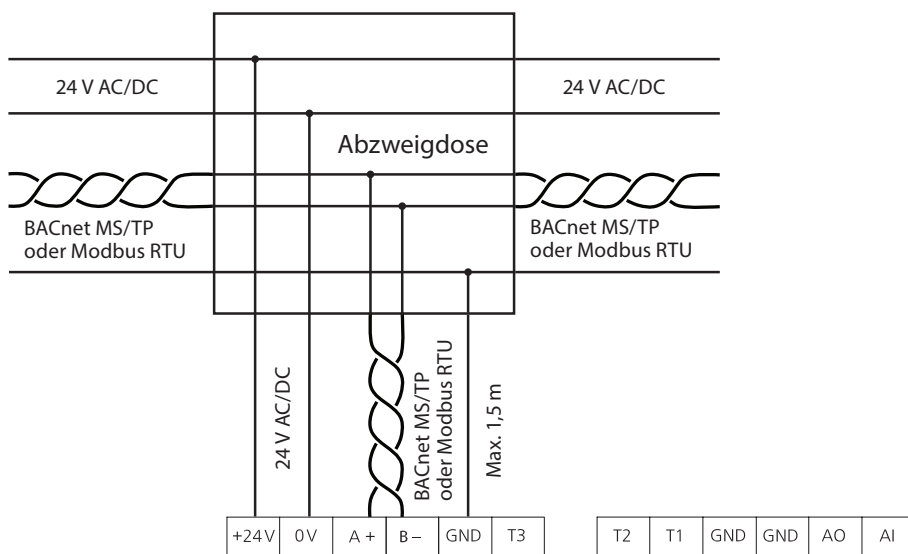 24 V AC/DC
24 V AC/DC
Abzweigdose
BACnet MS/TP
oder Modbus RTU
BACnet MS/TP
oder Modbus RTU
24 V AC/DC
BACnet MS/TP
oder Modbus RTU
Max. 1,5 m
+24V 0V A + B – GND T3 T2 T1 GND GND AO AI